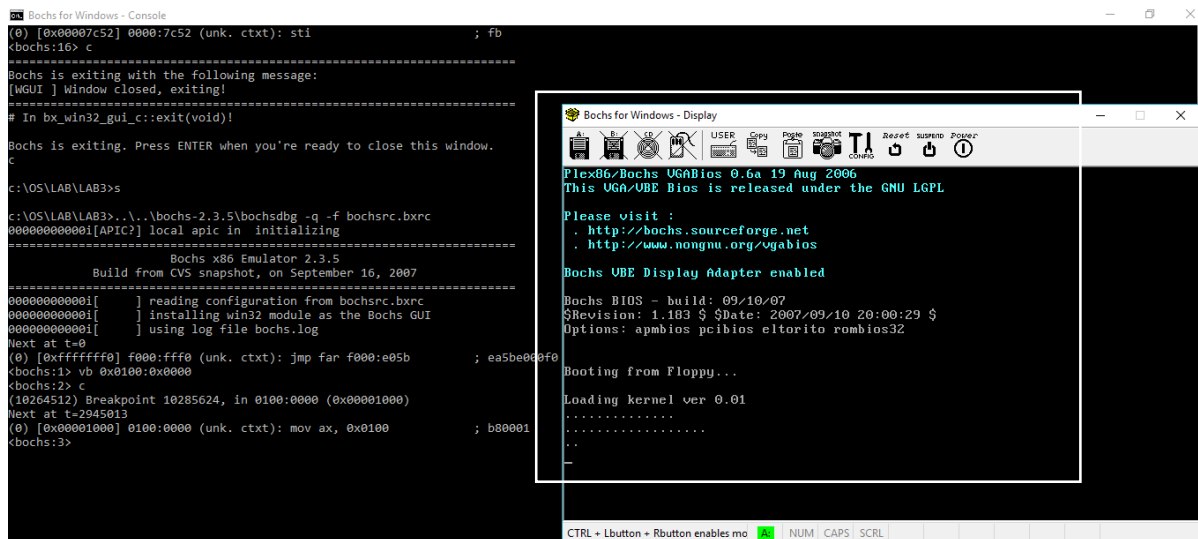 Bochs for Windows - Console
(0) [0x00007c52] 0000:7c52 (unk. ctxt): sti ; fb
<bochs:16> c
========================================================================
Bochs is exiting with the following message:
[WGUI ] Window closed, exiting!
========================================================================
# In bx_win32_gui_c::exit(void)!
Bochs is exiting. Press ENTER when you're ready to close this window.
c
c:\OS\LAB\LAB3>s
c:\OS\LAB\LAB3>..\..\bochs-2.3.5\bochsdbg -q -f bochsrc.bxrc
00000000000i[APIC?] local apic in initializing
========================================================================
Bochs x86 Emulator 2.3.5
Build from CVS snapshot, on September 16, 2007
========================================================================
00000000000i[ ] reading configuration from bochsrc.bxrc
00000000000i[ ] installing win32 module as the Bochs GUI
00000000000i[ ] using log file bochs.log
Next at t=0
(0) [0xfffffff0] f000:fff0 (unk. ctxt): jmp far f000:e05b ; ea5be000f0
<bochs:1> vb 0x0100:0x0000
<bochs:2> c
(10264512) Breakpoint 10285624, in 0100:0000 (0x00001000)
Next at t=2945013
(0) [0x00001000] 0100:0000 (unk. ctxt): mov ax, 0x0100 ; b80001
<bochs:3>
Bochs for Windows - Display
A: B: CD USER Copy Paste snapshot CONFIG Reset SUSPEND Power
Plex86/Bochs VGABios 0.6a 19 Aug 2006
This VGA/VBE Bios is released under the GNU LGPL
Please visit :
. http://bochs.sourceforge.net
. http://www.nongnu.org/vgabios
Bochs VBE Display Adapter enabled
Bochs BIOS - build: 09/10/07
$Revision: 1.183 $ $Date: 2007/09/10 20:00:29 $
Options: apmbios pcibios eltorito rombios32
Booting from Floppy...
Loading kernel ver 0.01
..............
..................
..
_
CTRL + Lbutton + Rbutton enables mo A: NUM CAPS SCRL